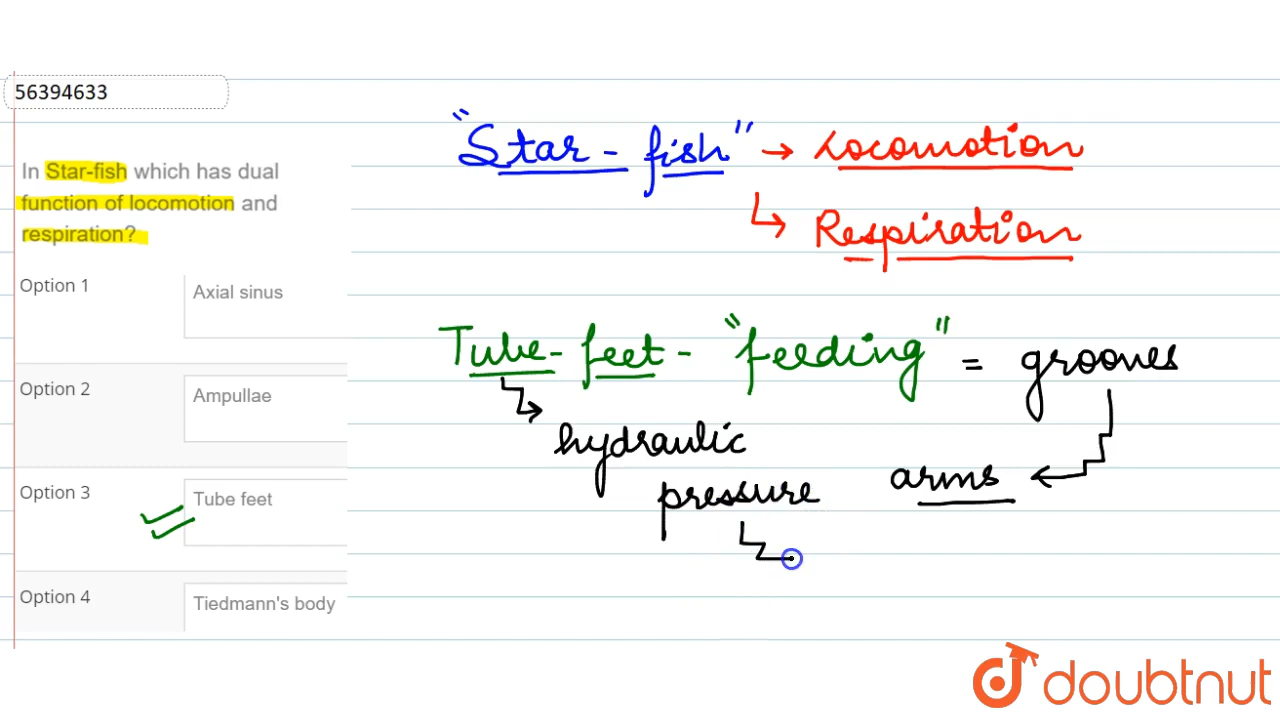 56394633
In Star-fish which has dual
function of locomotion and
respiration?
Option 1
Axial sinus
Option 2
Ampullae
Option 3
Tube feet
Option 4
Tiedmann's body
"Star-fish" → Locomotion
↳ Respiration
Tube-feet - "feeding" = grooves
hydraulic
pressure
arms
doubtnut